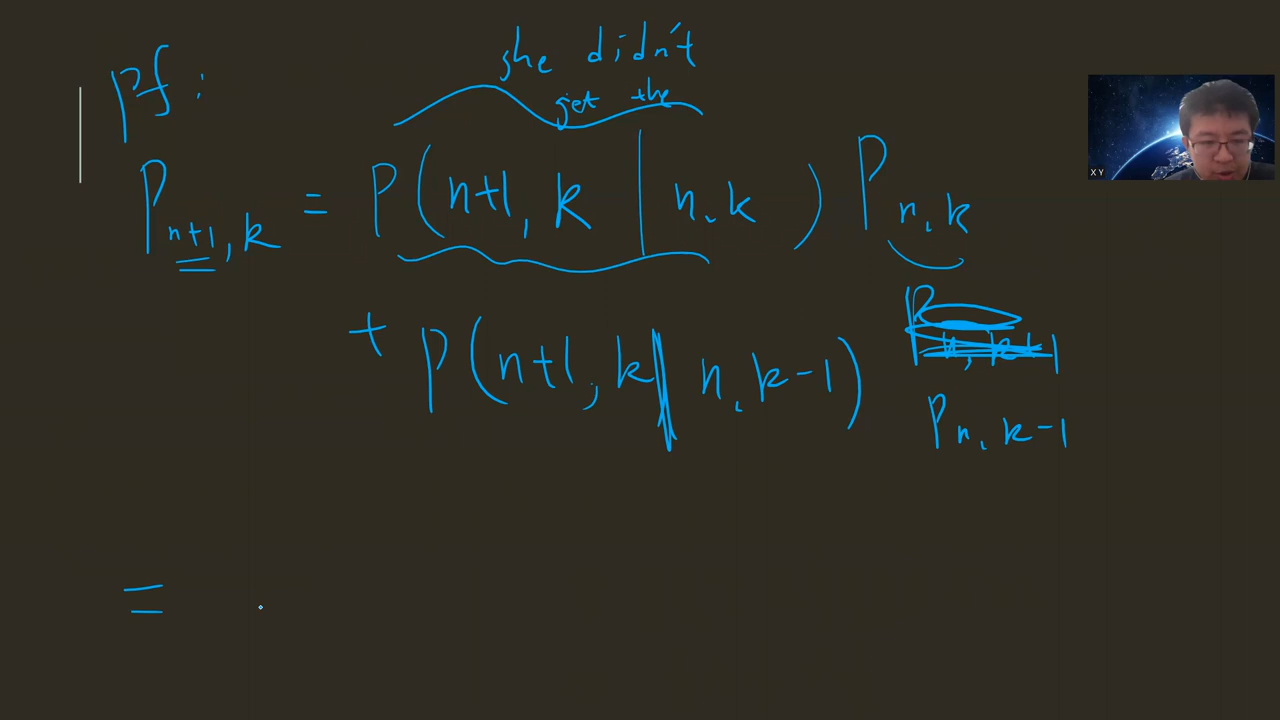 she didn't
get the
pf:
P_{n+1,k} = P(n+1, k | n, k) P_{n,k}
+ P(n+1, k | n, k-1) P_{n,k-1}
=
X Y